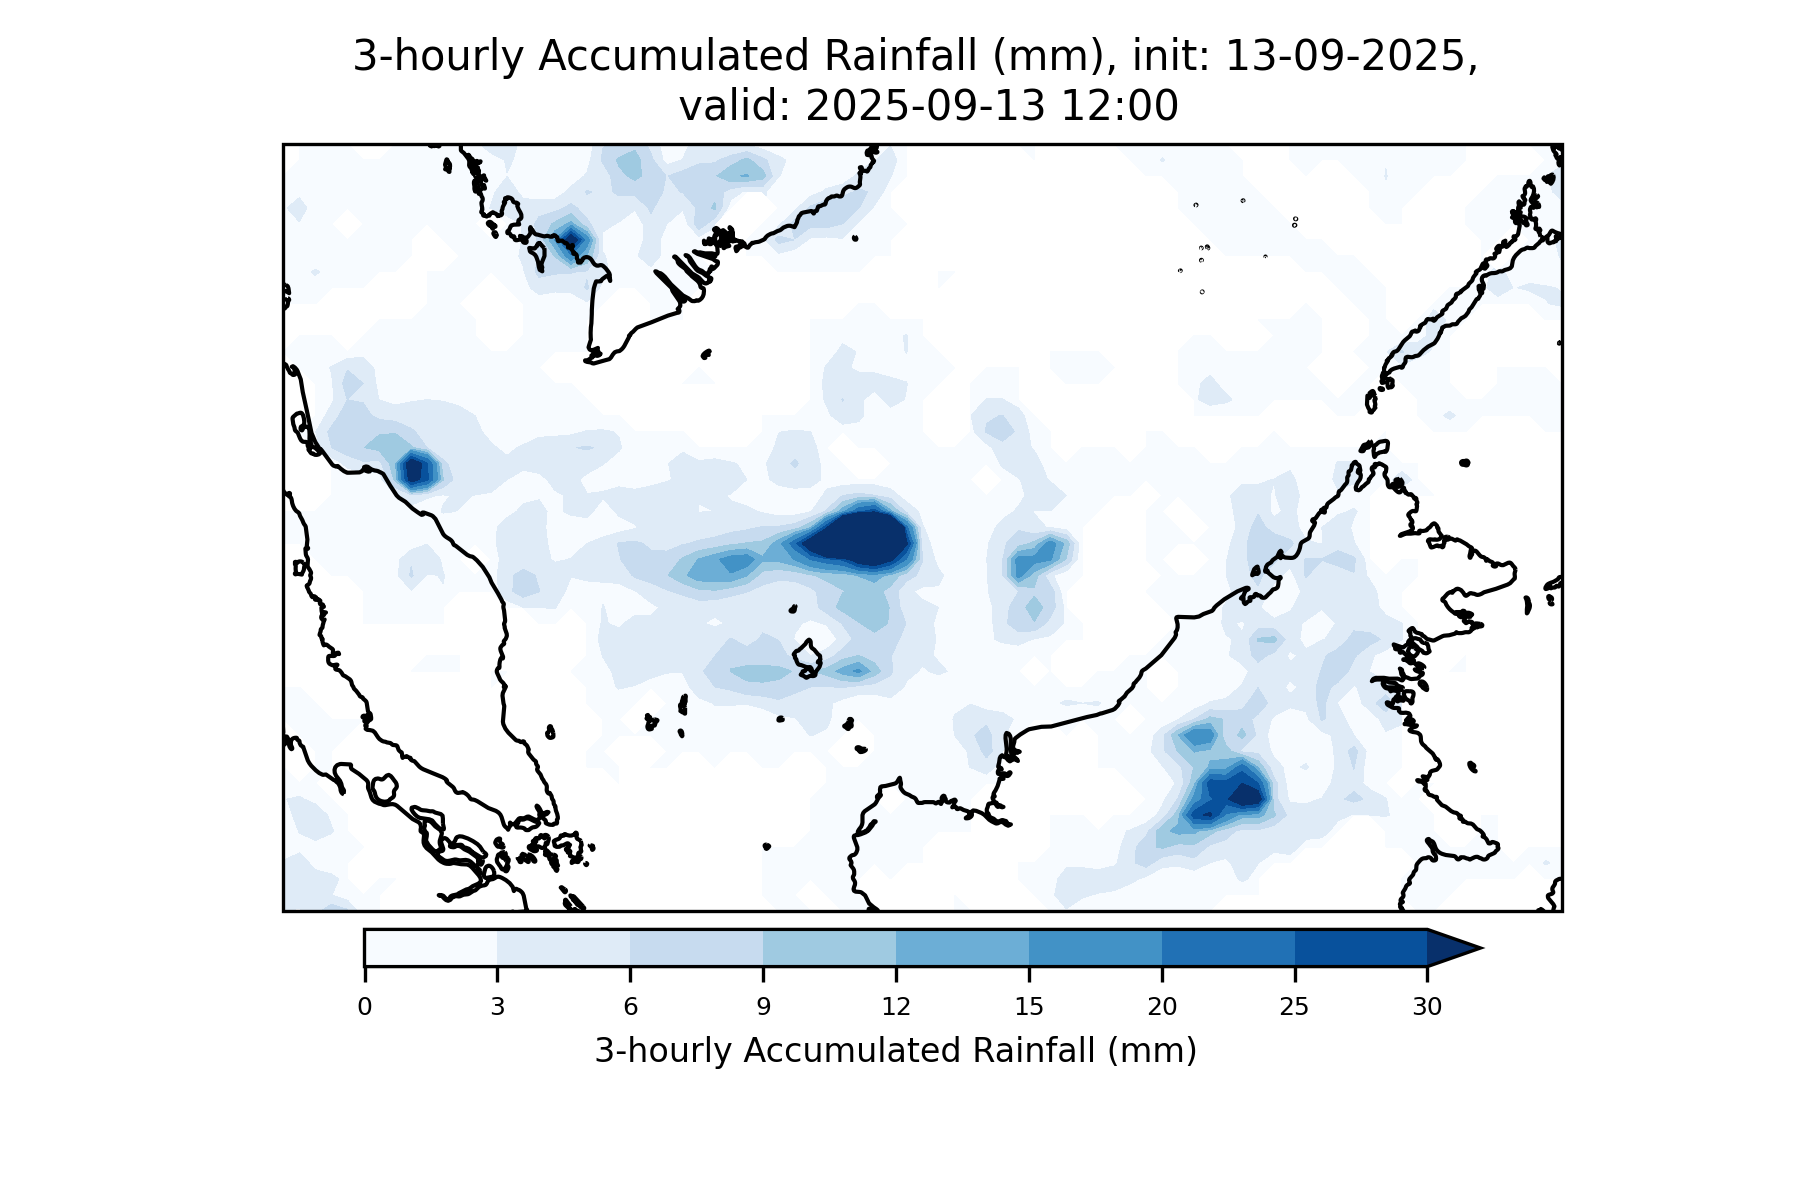 3-hourly Accumulated Rainfall (mm), init: 13-09-2025,
valid: 2025-09-13 12:00
0 3 6 9 12 15 20 25 30
3-hourly Accumulated Rainfall (mm)